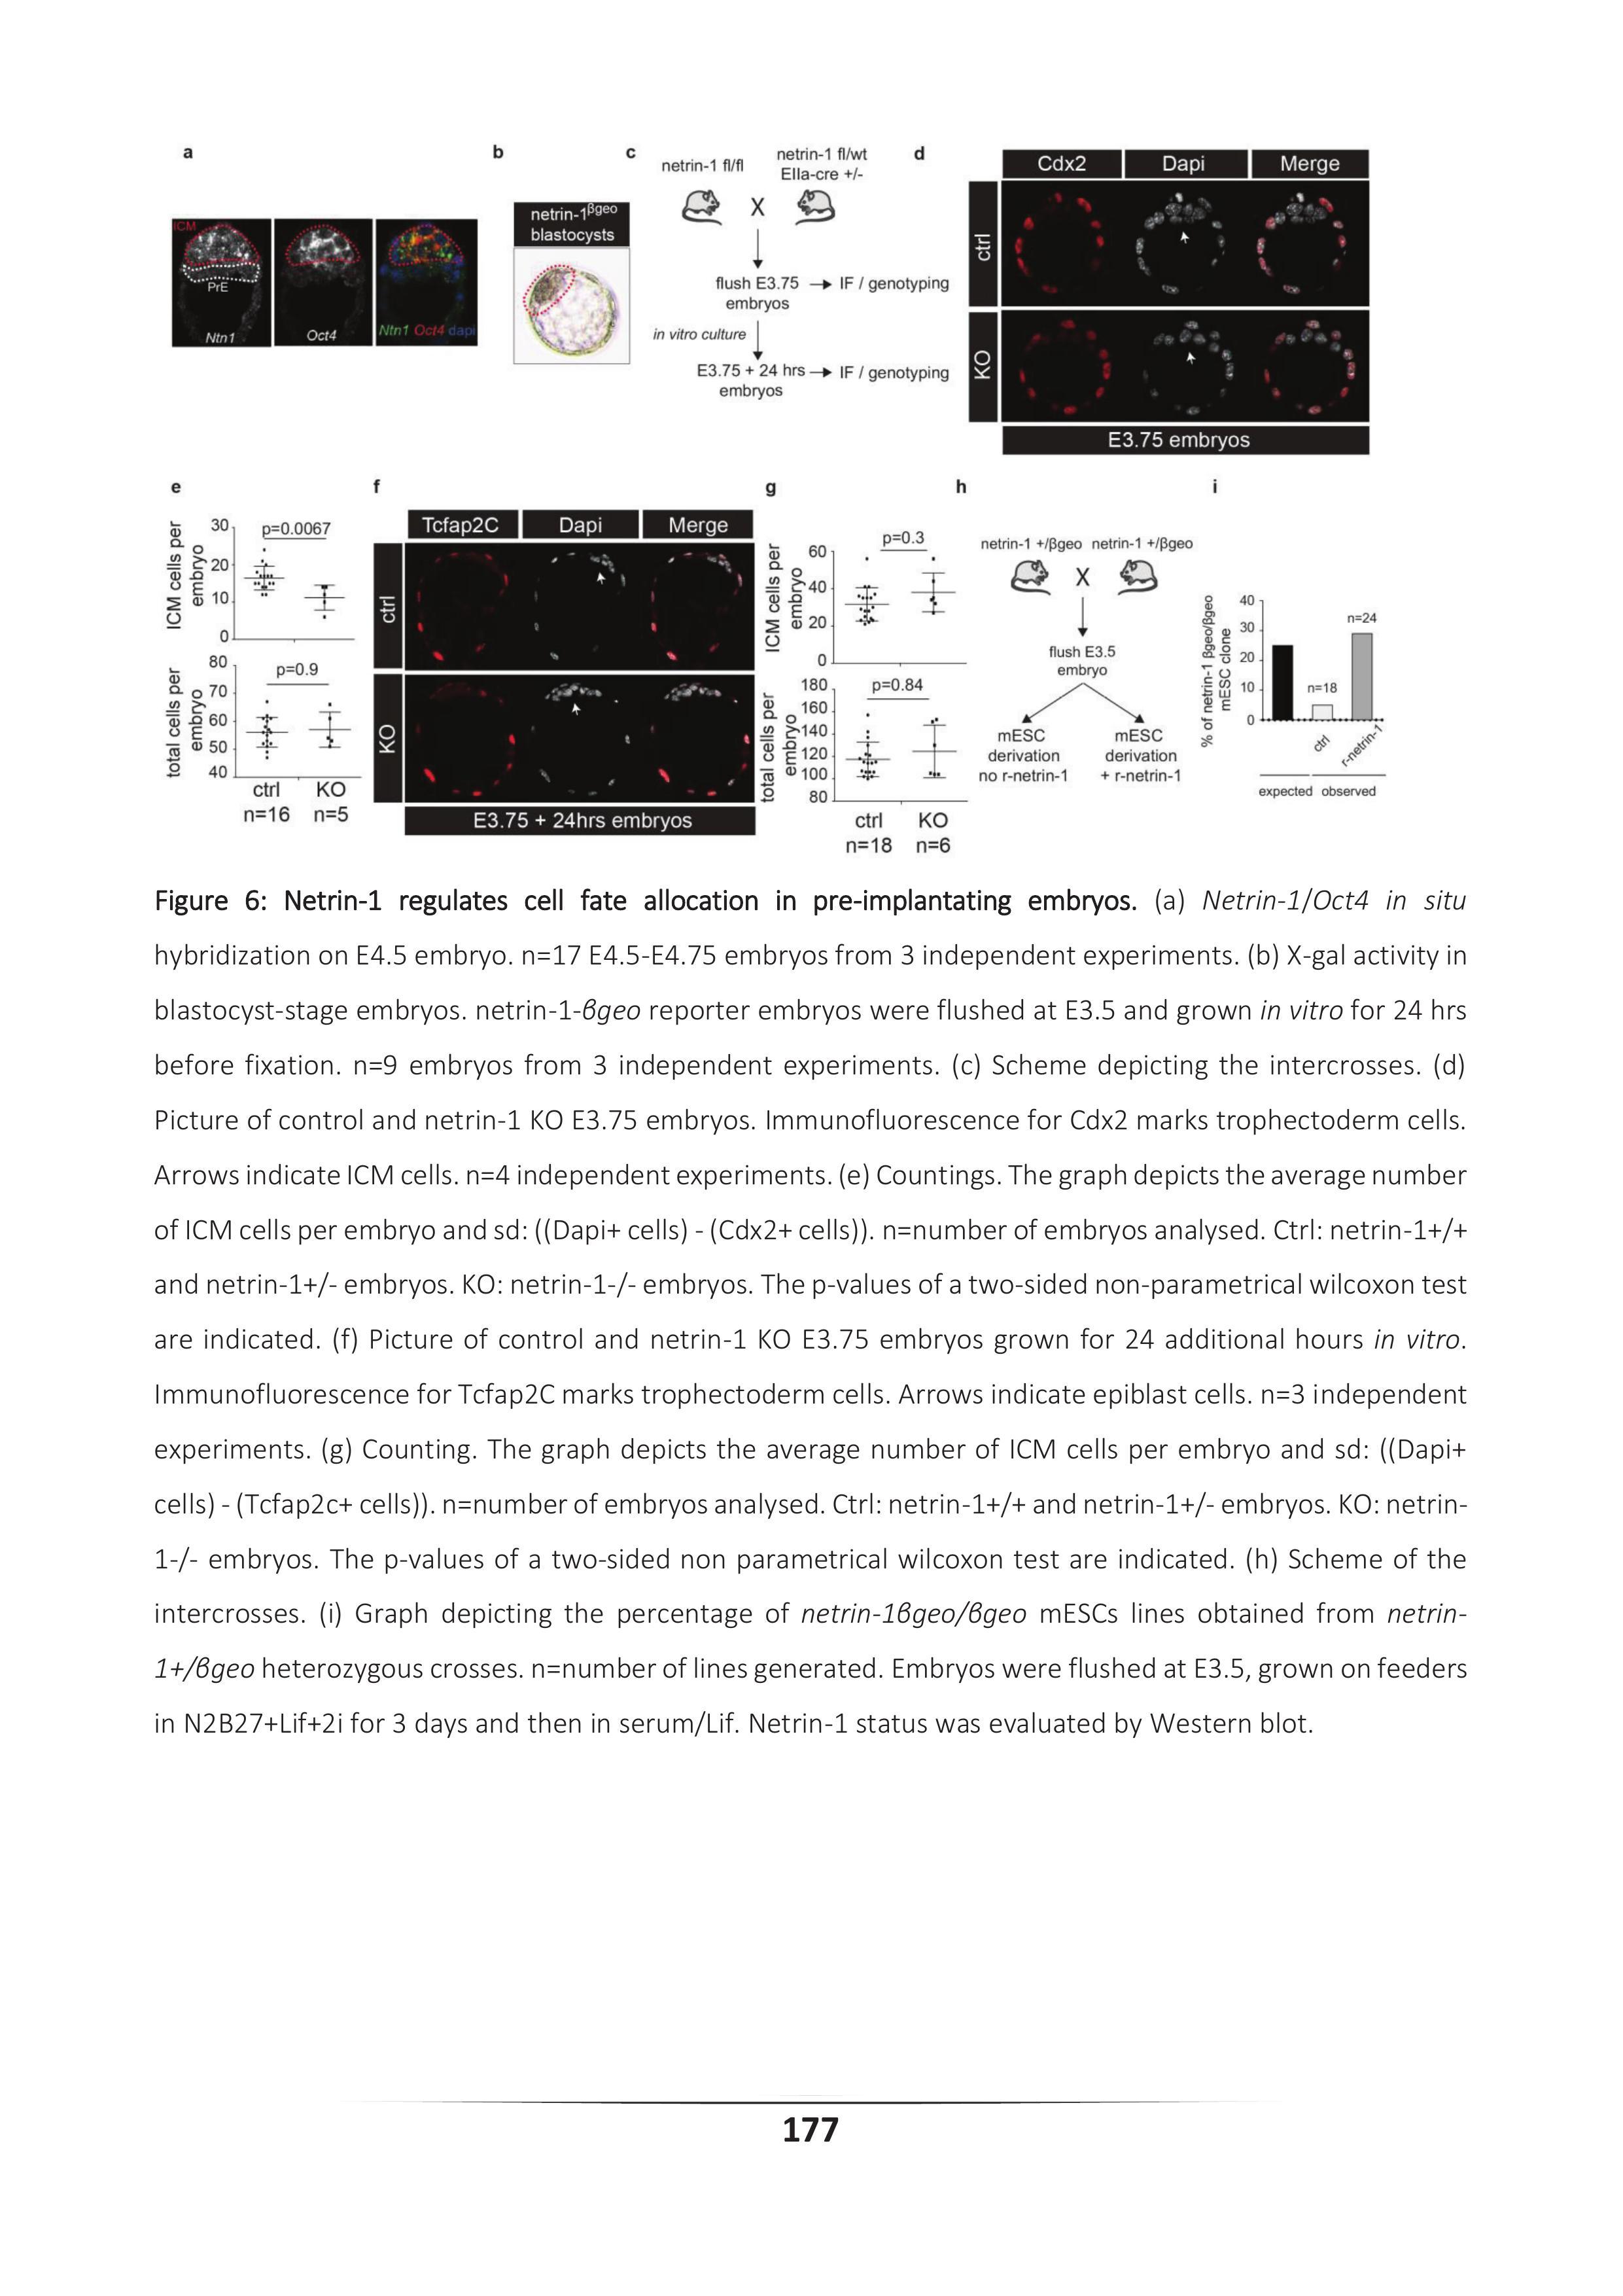 a
ICM
PrE
Ntn1
Oct4
Ntn1 Oct4 dapi
b
netrin-1βgeo
blastocysts
c
netrin-1 fl/fl
netrin-1 fl/wt
Ella-cre +/-
X
flush E3.75
embryos
IF / genotyping
in vitro culture
E3.75 + 24 hrs
embryos
IF / genotyping
d
Cdx2 Dapi Merge
ctrl
KO
E3.75 embryos
e
ICM cells per
embryo
30
20
10
0
p=0.0067
total cells per
embryo
80
70
60
50
40
p=0.9
ctrl KO
n=16 n=5
f
Tcfap2C Dapi Merge
ctrl
KO
E3.75 + 24hrs embryos
g
ICM cells per
embryo
60
40
20
0
p=0.3
total cells per
embryo
180
160
140
120
100
80
p=0.84
ctrl KO
n=18 n=6
h
netrin-1 +/βgeo netrin-1 +/βgeo
X
flush E3.5
embryo
mESC
derivation
no r-netrin-1
mESC
derivation
+ r-netrin-1
i
% of netrin-1 βgeo/βgeo
mESC clone
40
30
20
10
0
n=18
n=24
ctrl
r-netrin-1
expected observed
Figure 6: Netrin-1 regulates cell fate allocation in pre-implantating embryos. (a) Netrin-1/Oct4 in situ
hybridization on E4.5 embryo. n=17 E4.5-E4.75 embryos from 3 independent experiments. (b) X-gal activity in
blastocyst-stage embryos. netrin-1-βgeo reporter embryos were flushed at E3.5 and grown in vitro for 24 hrs
before fixation. n=9 embryos from 3 independent experiments. (c) Scheme depicting the intercrosses. (d)
Picture of control and netrin-1 KO E3.75 embryos. Immunofluorescence for Cdx2 marks trophectoderm cells.
Arrows indicate ICM cells. n=4 independent experiments. (e) Countings. The graph depicts the average number
of ICM cells per embryo and sd: ((Dapi+ cells) - (Cdx2+ cells)). n=number of embryos analysed. Ctrl: netrin-1+/+
and netrin-1+/- embryos. KO: netrin-1-/- embryos. The p-values of a two-sided non-parametrical wilcoxon test
are indicated. (f) Picture of control and netrin-1 KO E3.75 embryos grown for 24 additional hours in vitro.
Immunofluorescence for Tcfap2C marks trophectoderm cells. Arrows indicate epiblast cells. n=3 independent
experiments. (g) Counting. The graph depicts the average number of ICM cells per embryo and sd: ((Dapi+
cells) - (Tcfap2c+ cells)). n=number of embryos analysed. Ctrl: netrin-1+/+ and netrin-1+/- embryos. KO: netrin-
1-/- embryos. The p-values of a two-sided non parametrical wilcoxon test are indicated. (h) Scheme of the
intercrosses. (i) Graph depicting the percentage of netrin-1βgeo/βgeo mESCs lines obtained from netrin-
1+/βgeo heterozygous crosses. n=number of lines generated. Embryos were flushed at E3.5, grown on feeders
in N2B27+Lif+2i for 3 days and then in serum/Lif. Netrin-1 status was evaluated by Western blot.
177